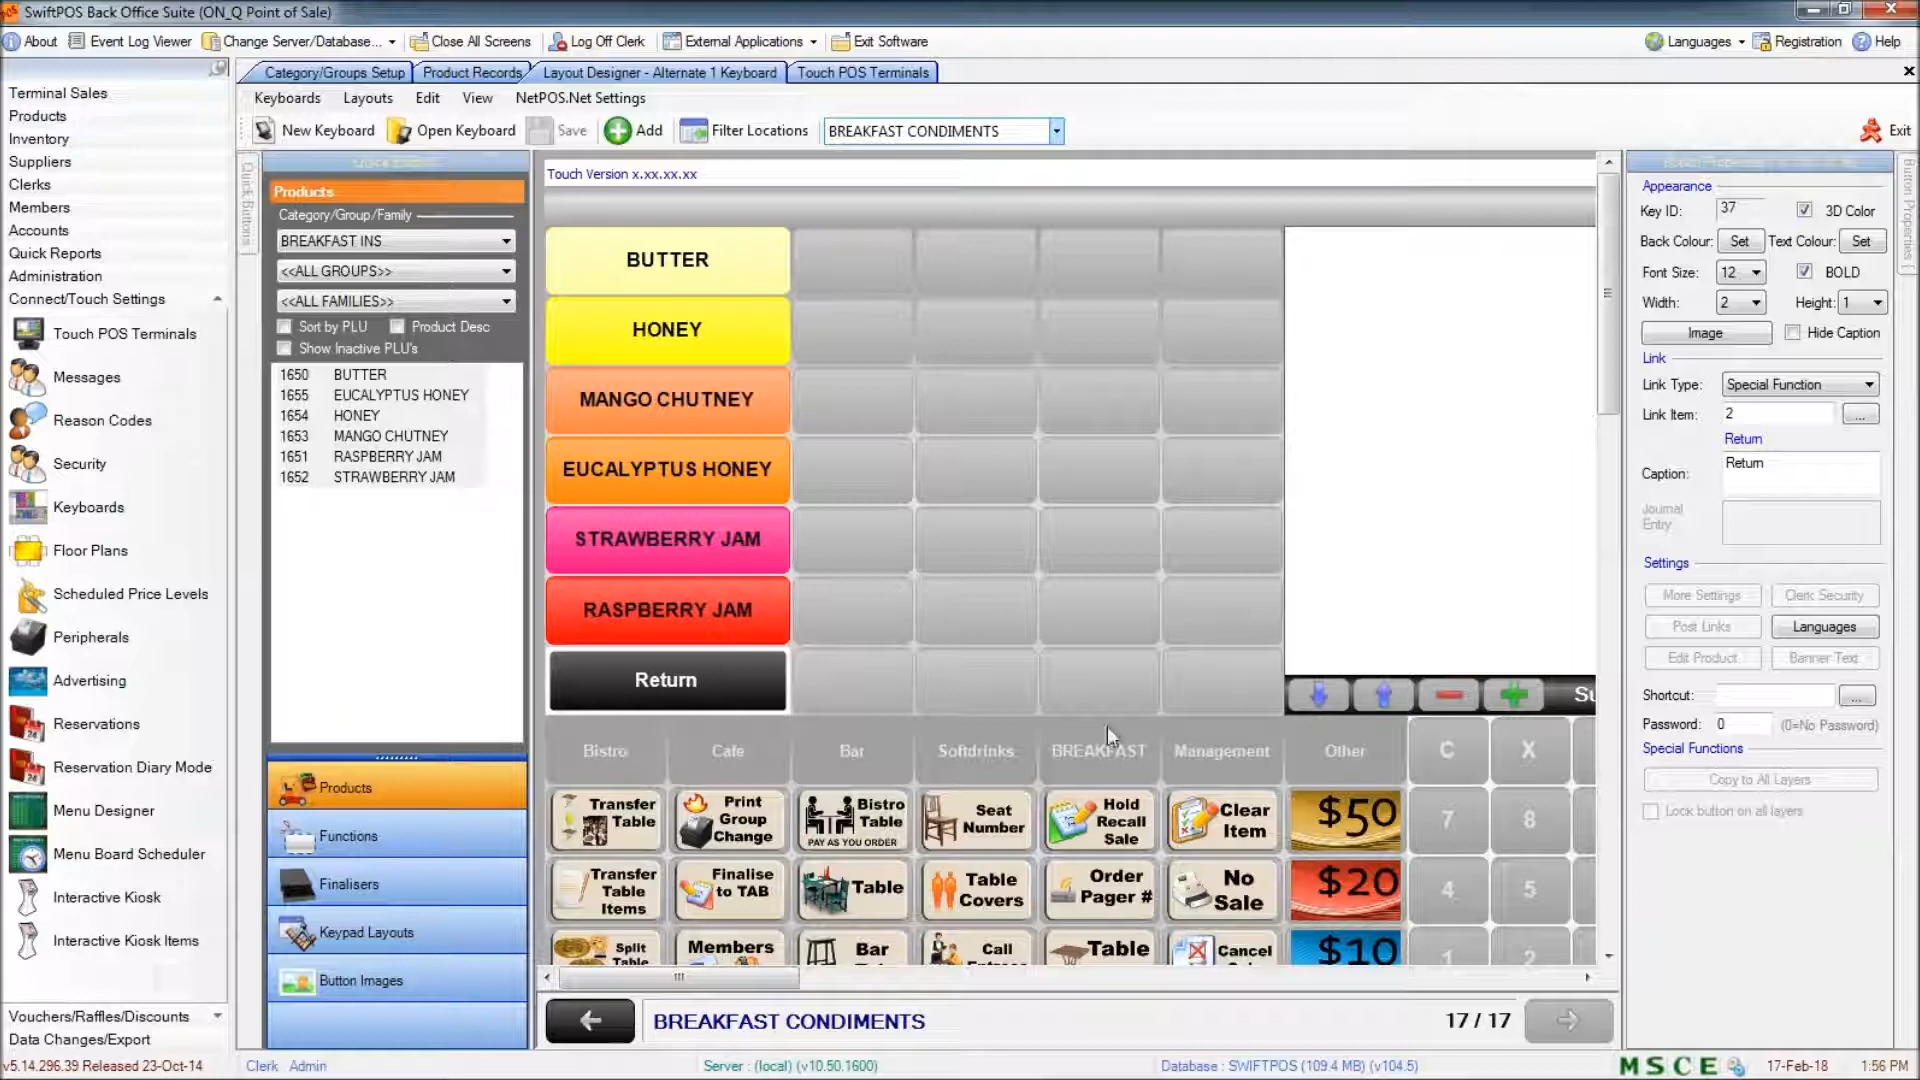 SwiftPOS Back Office Suite (ON_Q Point of Sale)
About Event Log Viewer Change Server/Database... Close All Screens Log Off Clerk External Applications Exit Software Languages Registration Help
Category/Groups Setup Product Records Layout Designer - Alternate 1 Keyboard Touch POS Terminals
Keyboards Layouts Edit View NetPOS.Net Settings
New Keyboard Open Keyboard Save Add Filter Locations BREAKFAST CONDIMENTS Exit
Terminal Sales
Products
Inventory
Suppliers
Clerks
Members
Accounts
Quick Reports
Administration
Connect/Touch Settings
Touch POS Terminals
Messages
Reason Codes
Security
Keyboards
Floor Plans
Scheduled Price Levels
Peripherals
Advertising
Reservations
Reservation Diary Mode
Menu Designer
Menu Board Scheduler
Interactive Kiosk
Interactive Kiosk Items
Vouchers/Raffles/Discounts
Data Changes/Export
Quick Buttons
Products
Category/Group/Family
BREAKFAST INS
<<ALL GROUPS>>
<<ALL FAMILIES>>
Sort by PLU Product Desc
Show Inactive PLU's
1650 BUTTER
1655 EUCALYPTUS HONEY
1654 HONEY
1653 MANGO CHUTNEY
1651 RASPBERRY JAM
1652 STRAWBERRY JAM
Products
Functions
Finalisers
Keypad Layouts
Button Images
Touch Version x.xx.xx.xx
BUTTER
HONEY
MANGO CHUTNEY
EUCALYPTUS HONEY
STRAWBERRY JAM
RASPBERRY JAM
Return
Su
Bistro Cafe Bar Softdrinks BREAKFAST Management Other C X
Transfer Table
Print Group Change
Bistro Table PAY AS YOU ORDER
Seat Number
Hold Recall Sale
Clear Item
$50 7 8
Transfer Table Items
Finalise to TAB
Table
Table Covers
Order Pager #
No Sale
$20 4 5
Split Table
Members
Bar
Call
Table
Cancel
$10 1 2
BREAKFAST CONDIMENTS 17 / 17
Appearance
Key ID: 37 3D Color
Back Colour: Set Text Colour: Set
Font Size: 12 BOLD
Width: 2 Height: 1
Image Hide Caption
Link
Link Type: Special Function
Link Item: 2 ...
Return
Caption: Return
Journal Entry
Settings
More Settings Clerk Security
Post Links Languages
Edit Product Banner Text
Shortcut: ...
Password: 0 (0=No Password)
Special Functions
Copy to All Layers
Lock button on all layers
Button Properties
v5.14.296.39 Released 23-Oct-14 Clerk Admin Server : (local) (v10.50.1600) Database : SWIFTPOS (109.4 MB) (v104.5) M S C E 17-Feb-18 1:56 PM